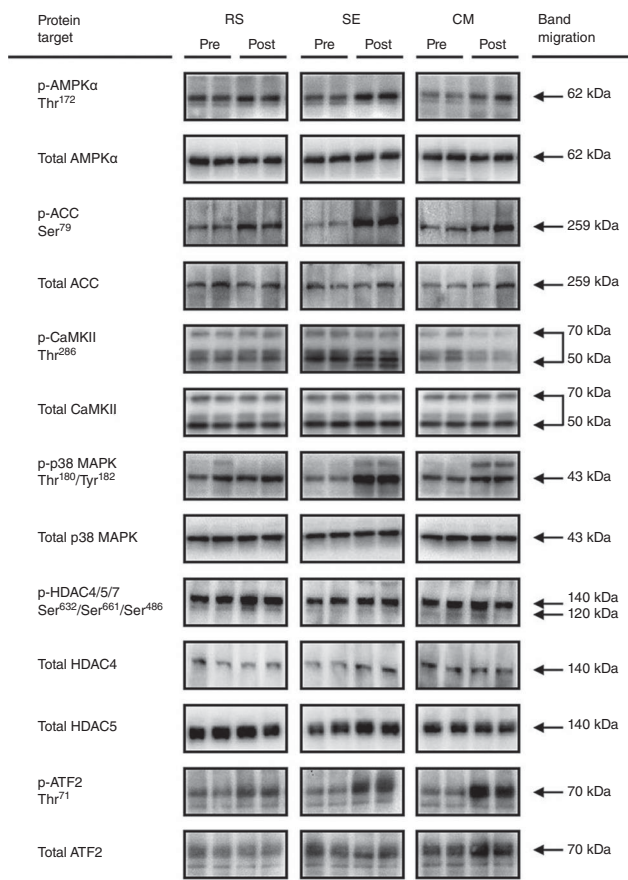 Protein target RS SE CM Band migration
Pre Post Pre Post Pre Post
p-AMPKα
Thr172
62 kDa
Total AMPKα
62 kDa
p-ACC
Ser79
259 kDa
Total ACC
259 kDa
p-CaMKII
Thr286
70 kDa
50 kDa
Total CaMKII
70 kDa
50 kDa
p-p38 MAPK
Thr180/Tyr182
43 kDa
Total p38 MAPK
43 kDa
p-HDAC4/5/7
Ser632/Ser661/Ser486
140 kDa
120 kDa
Total HDAC4
140 kDa
Total HDAC5
140 kDa
p-ATF2
Thr71
70 kDa
Total ATF2
70 kDa